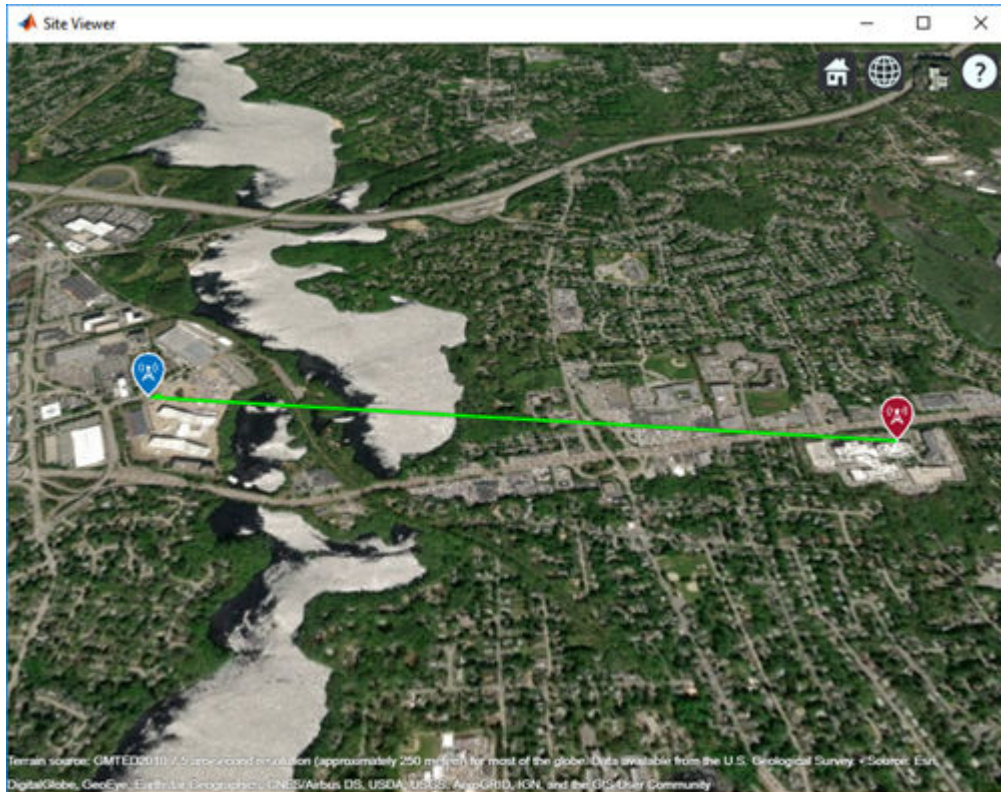 Site Viewer
?
Terrain source: GMTED2010 7.5 arc-second resolution (approximately 250 meters) for most of the globe. Data available from the U.S. Geological Survey. • Source: Esri,
DigitalGlobe, GeoEye, Earthstar Geographics, CNES/Airbus DS, USDA, USGS, AeroGRID, IGN, and the GIS User Community